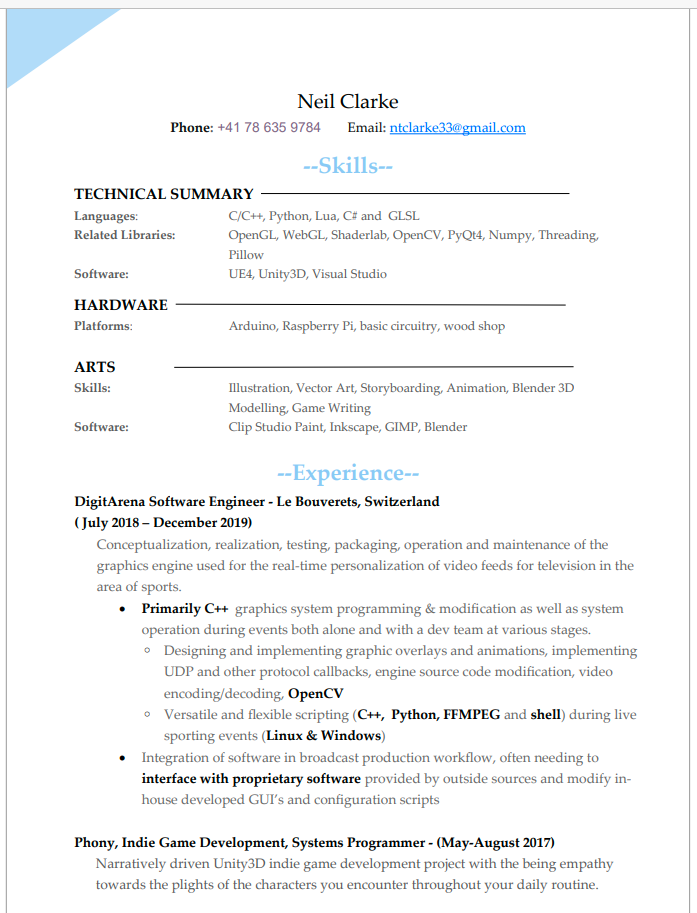 Neil Clarke
Phone: +41 78 635 9784 Email: ntclarke33@gmail.com
--Skills--
TECHNICAL SUMMARY
Languages: C/C++, Python, Lua, C# and GLSL
Related Libraries: OpenGL, WebGL, Shaderlab, OpenCV, PyQt4, Numpy, Threading,
Pillow
Software: UE4, Unity3D, Visual Studio
HARDWARE
Platforms: Arduino, Raspberry Pi, basic circuitry, wood shop
ARTS
Skills: Illustration, Vector Art, Storyboarding, Animation, Blender 3D
Modelling, Game Writing
Software: Clip Studio Paint, Inkscape, GIMP, Blender
--Experience--
DigitArena Software Engineer - Le Bouverets, Switzerland
( July 2018 – December 2019)
Conceptualization, realization, testing, packaging, operation and maintenance of the
graphics engine used for the real-time personalization of video feeds for television in the
area of sports.
• Primarily C++ graphics system programming & modification as well as system
operation during events both alone and with a dev team at various stages.
○ Designing and implementing graphic overlays and animations, implementing
UDP and other protocol callbacks, engine source code modification, video
encoding/decoding, OpenCV
○ Versatile and flexible scripting (C++, Python, FFMPEG and shell) during live
sporting events (Linux & Windows)
• Integration of software in broadcast production workflow, often needing to
interface with proprietary software provided by outside sources and modify in-
house developed GUI's and configuration scripts
Phony, Indie Game Development, Systems Programmer - (May-August 2017)
Narratively driven Unity3D indie game development project with the being empathy
towards the plights of the characters you encounter throughout your daily routine.